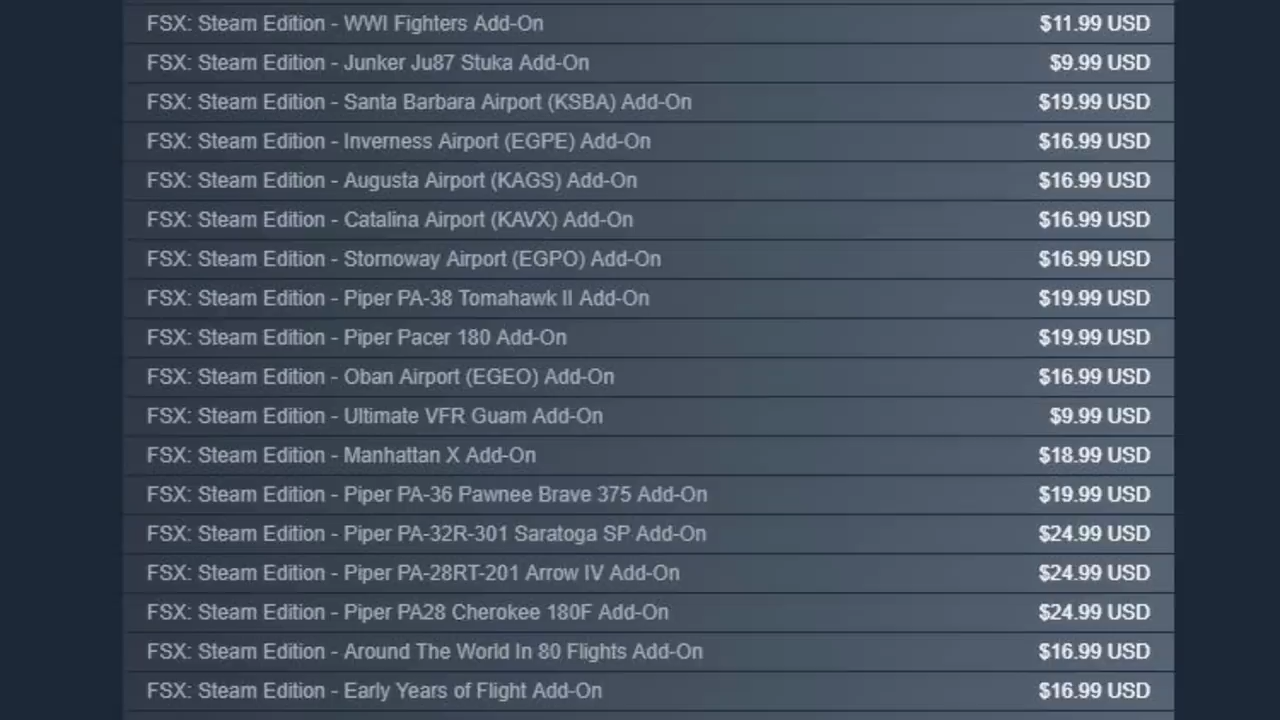 FSX: Steam Edition - WWI Fighters Add-On $11.99 USD
FSX: Steam Edition - Junker Ju87 Stuka Add-On $9.99 USD
FSX: Steam Edition - Santa Barbara Airport (KSBA) Add-On $19.99 USD
FSX: Steam Edition - Inverness Airport (EGPE) Add-On $16.99 USD
FSX: Steam Edition - Augusta Airport (KAGS) Add-On $16.99 USD
FSX: Steam Edition - Catalina Airport (KAVX) Add-On $16.99 USD
FSX: Steam Edition - Stornoway Airport (EGPO) Add-On $16.99 USD
FSX: Steam Edition - Piper PA-38 Tomahawk II Add-On $19.99 USD
FSX: Steam Edition - Piper Pacer 180 Add-On $19.99 USD
FSX: Steam Edition - Oban Airport (EGEO) Add-On $16.99 USD
FSX: Steam Edition - Ultimate VFR Guam Add-On $9.99 USD
FSX: Steam Edition - Manhattan X Add-On $18.99 USD
FSX: Steam Edition - Piper PA-36 Pawnee Brave 375 Add-On $19.99 USD
FSX: Steam Edition - Piper PA-32R-301 Saratoga SP Add-On $24.99 USD
FSX: Steam Edition - Piper PA-28RT-201 Arrow IV Add-On $24.99 USD
FSX: Steam Edition - Piper PA28 Cherokee 180F Add-On $24.99 USD
FSX: Steam Edition - Around The World In 80 Flights Add-On $16.99 USD
FSX: Steam Edition - Early Years of Flight Add-On $16.99 USD